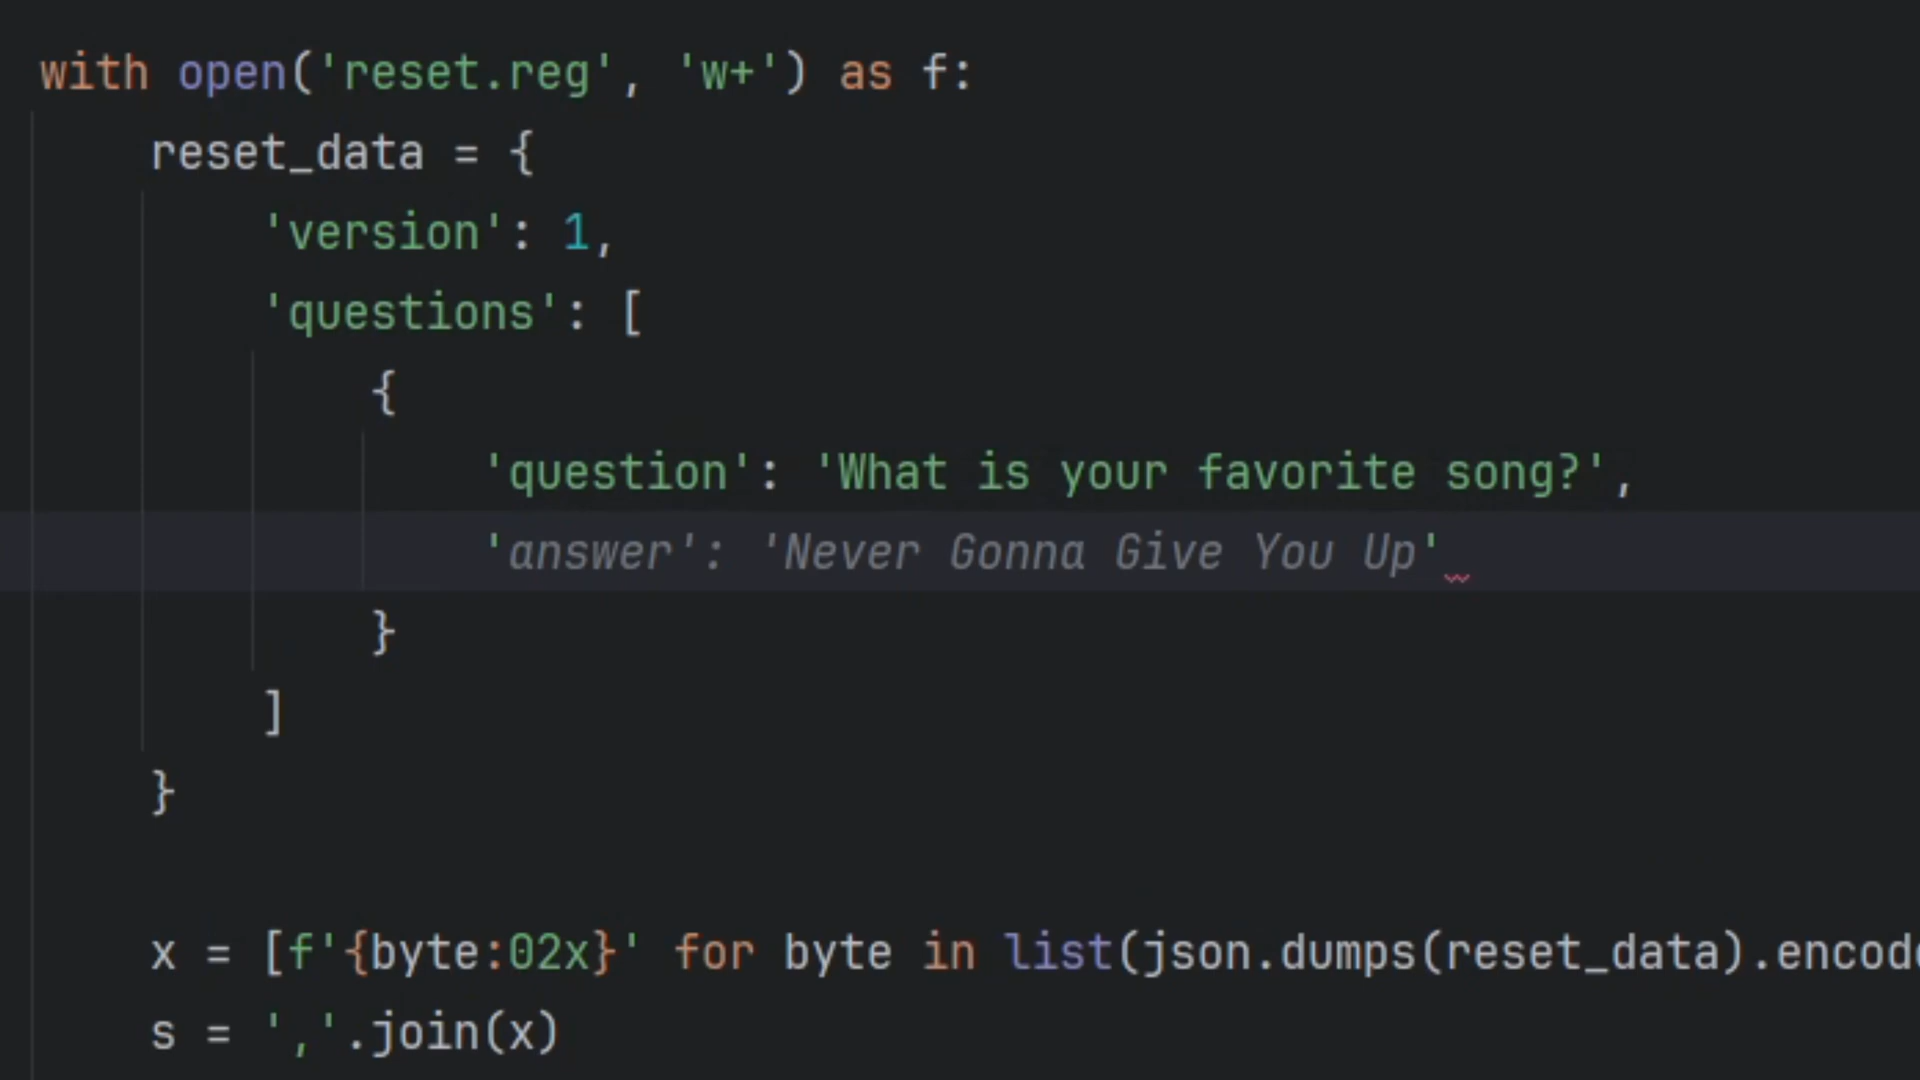 with open('reset.reg', 'w+') as f:
reset_data = {
'version': 1,
'questions': [
{
'question': 'What is your favorite song?',
'answer': 'Never Gonna Give You Up'
}
]
}
x = [f'{byte:02x}' for byte in list(json.dumps(reset_data).encod
s = ','.join(x)